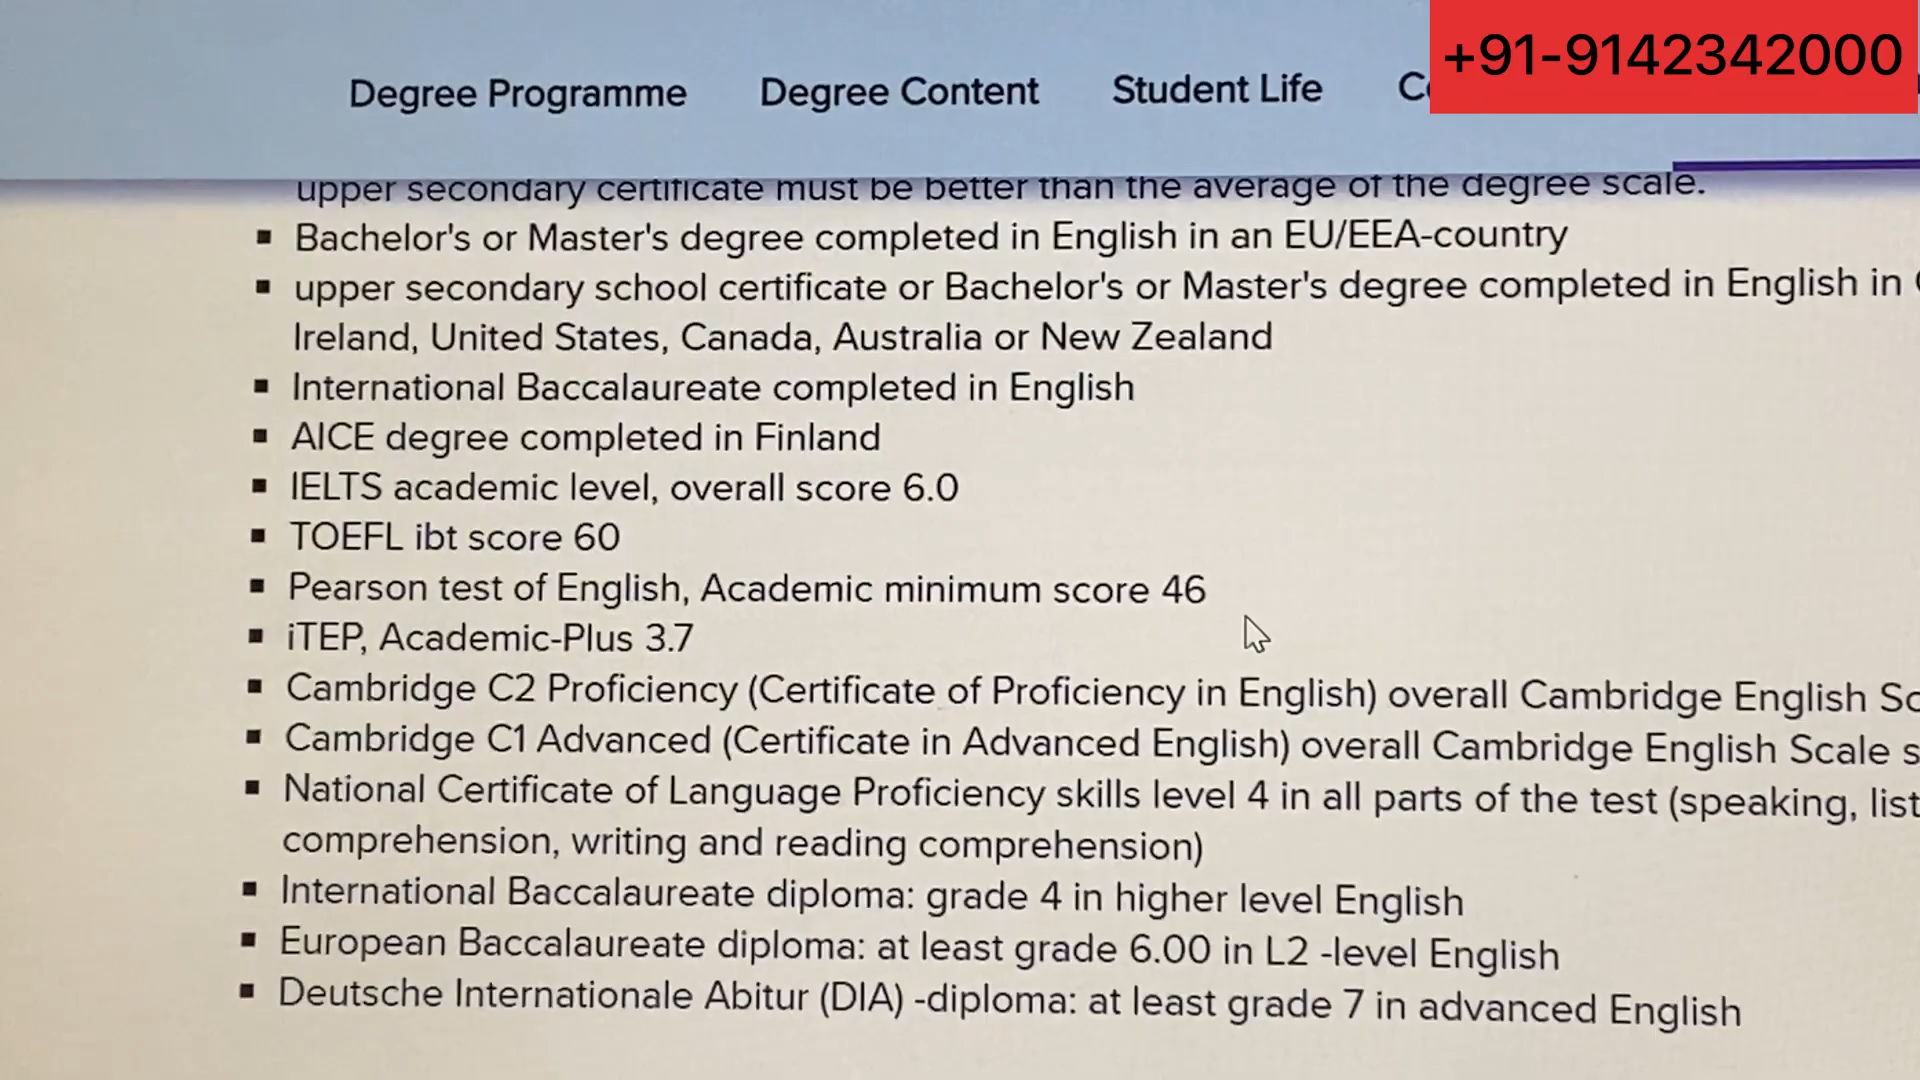 +91-9142342000
Degree Programme Degree Content Student Life
upper secondary certificate must be better than the average of the degree scale.
▪ Bachelor's or Master's degree completed in English in an EU/EEA-country
▪ upper secondary school certificate or Bachelor's or Master's degree completed in English in
Ireland, United States, Canada, Australia or New Zealand
▪ International Baccalaureate completed in English
▪ AICE degree completed in Finland
▪ IELTS academic level, overall score 6.0
▪ TOEFL ibt score 60
▪ Pearson test of English, Academic minimum score 46
▪ iTEP, Academic-Plus 3.7
▪ Cambridge C2 Proficiency (Certificate of Proficiency in English) overall Cambridge English
▪ Cambridge C1 Advanced (Certificate in Advanced English) overall Cambridge English Scale
▪ National Certificate of Language Proficiency skills level 4 in all parts of the test (speaking,
comprehension, writing and reading comprehension)
▪ International Baccalaureate diploma: grade 4 in higher level English
▪ European Baccalaureate diploma: at least grade 6.00 in L2 -level English
▪ Deutsche Internationale Abitur (DIA) -diploma: at least grade 7 in advanced English